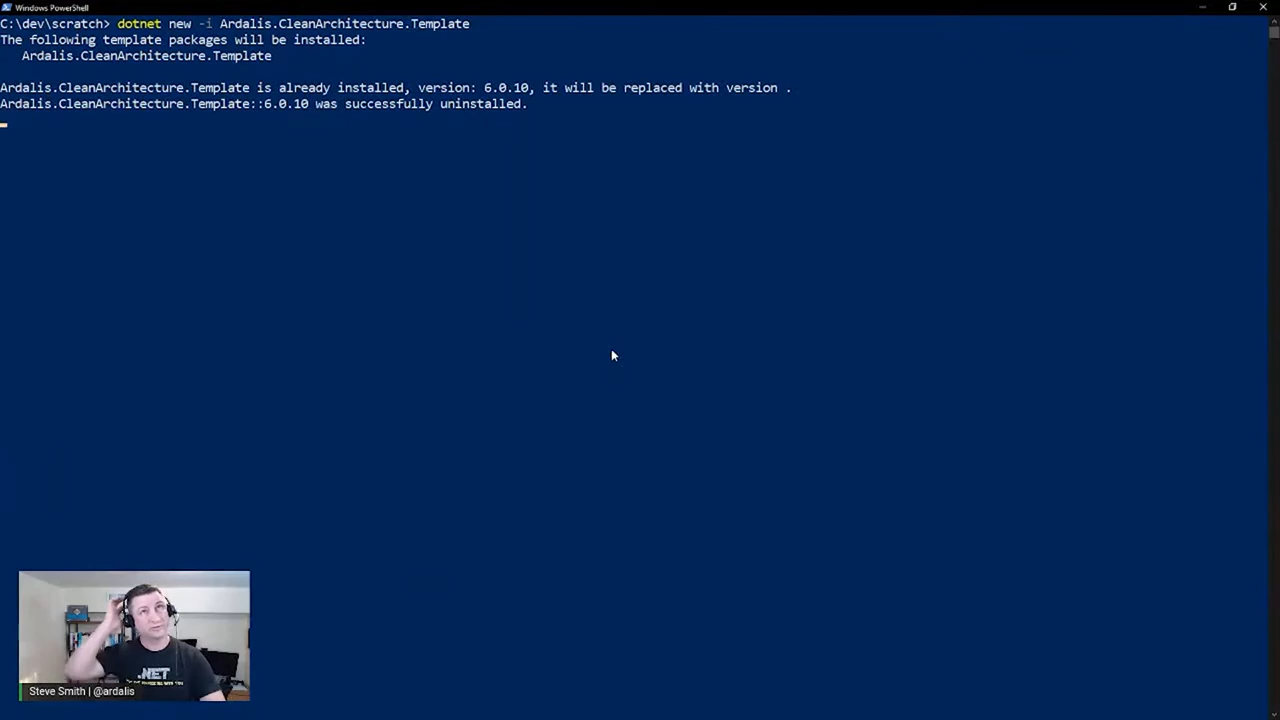 Windows PowerShell
C:\dev\scratch> dotnet new -i Ardalis.CleanArchitecture.Template
The following template packages will be installed:
Ardalis.CleanArchitecture.Template
Ardalis.CleanArchitecture.Template is already installed, version: 6.0.10, it will be replaced with version .
Ardalis.CleanArchitecture.Template::6.0.10 was successfully uninstalled.
.NET
Steve Smith | @ardalis